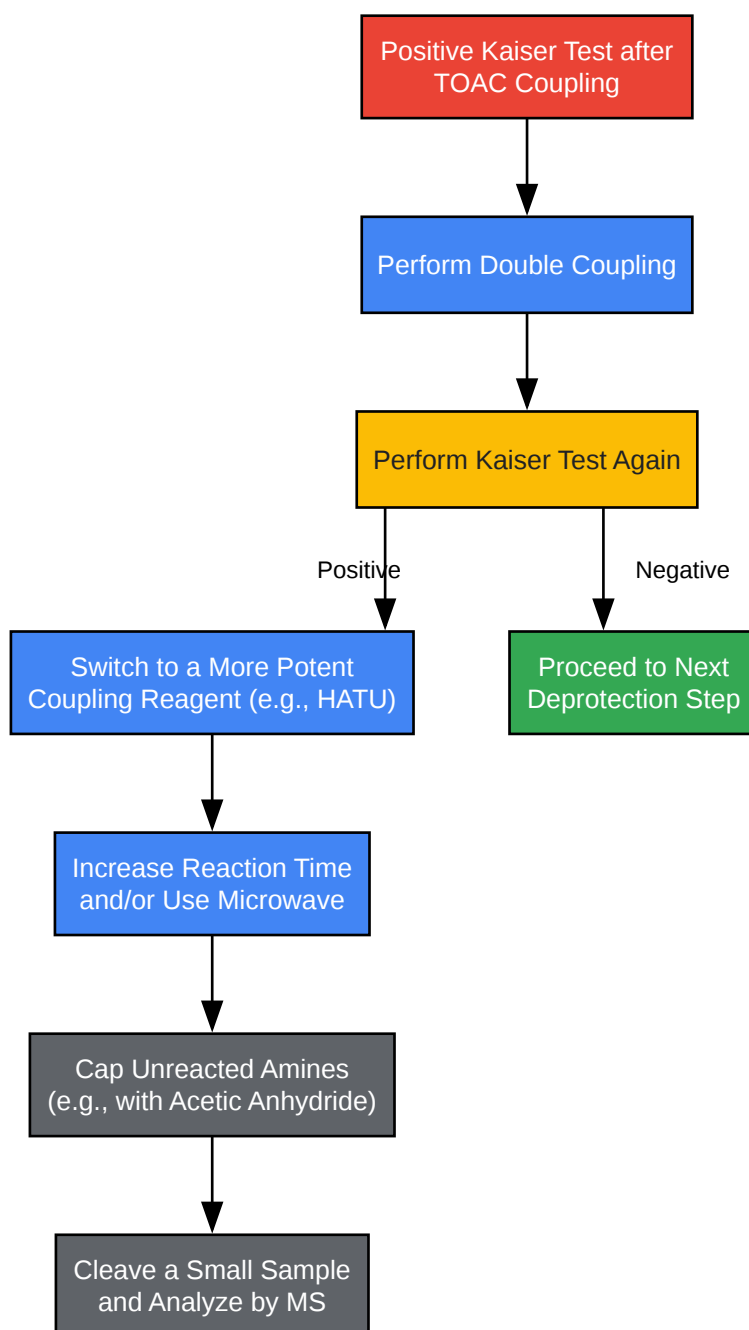 Positive Kaiser Test after
TOAC Coupling
Perform Double Coupling
Perform Kaiser Test Again
Positive
Negative
Switch to a More Potent
Coupling Reagent (e.g., HATU)
Proceed to Next
Deprotection Step
Increase Reaction Time
and/or Use Microwave
Cap Unreacted Amines
(e.g., with Acetic Anhydride)
Cleave a Small Sample
and Analyze by MS